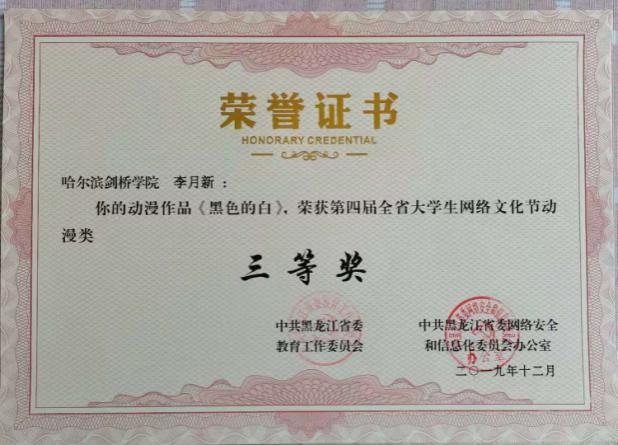 荣誉证书
HONORARY CREDENTIAL
哈尔滨剑桥学院 李月新：
你的动漫作品《黑色的白》，荣获第四届全省大学生网络文化节动
漫类
三等奖
中共黑龙江省委 中共黑龙江省委网络安全
教育工作委员会 和信息化委员会办公室
二〇一九年十二月